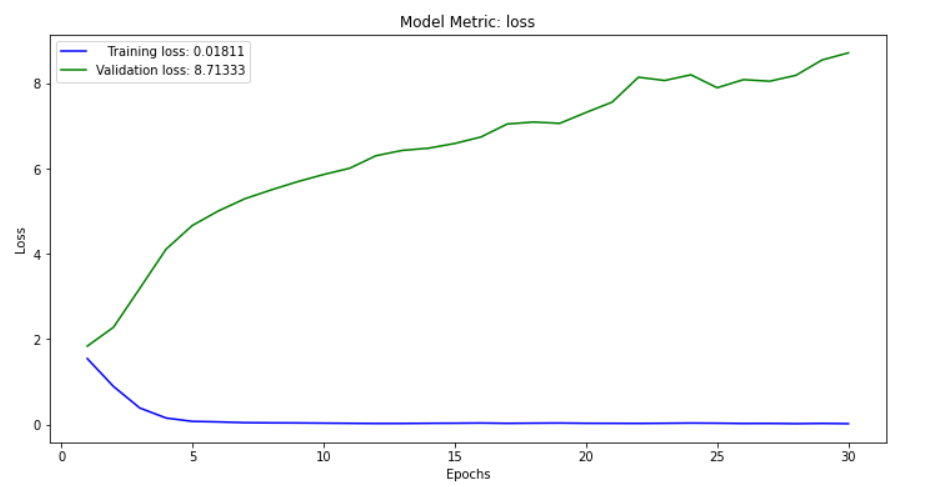 Model Metric: loss
Training loss: 0.01811
Validation loss: 8.71333
Loss
8
6
4
2
0
0 5 10 15 20 25 30
Epochs